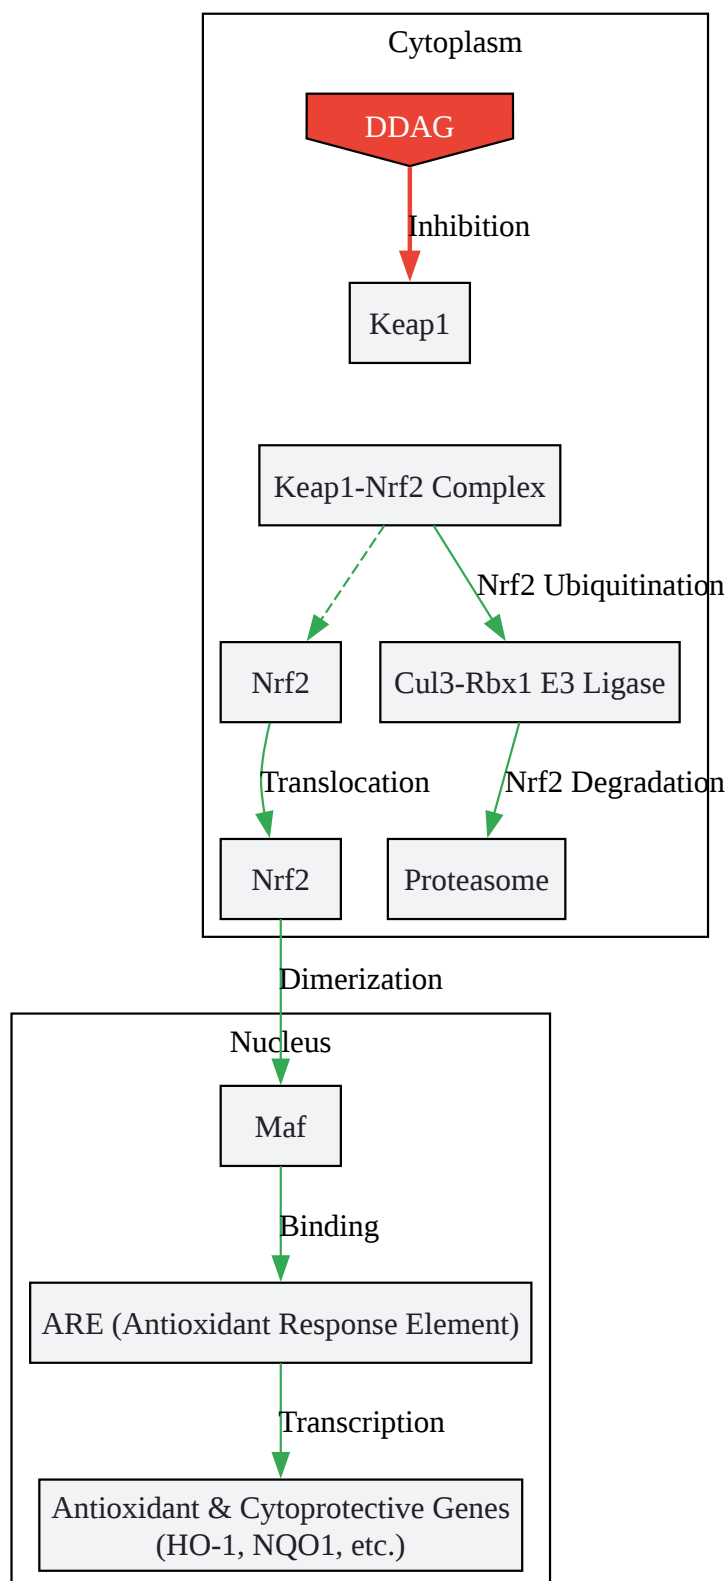 Cytoplasm
DDAG
Inhibition
Keap1
Keap1-Nrf2 Complex
Nrf2 Ubiquitination
Nrf2
Cul3-Rbx1 E3 Ligase
Translocation
Nrf2 Degradation
Nrf2
Proteasome
Dimerization
Nucleus
Maf
Binding
ARE (Antioxidant Response Element)
Transcription
Antioxidant & Cytoprotective Genes
(HO-1, NQO1, etc.)